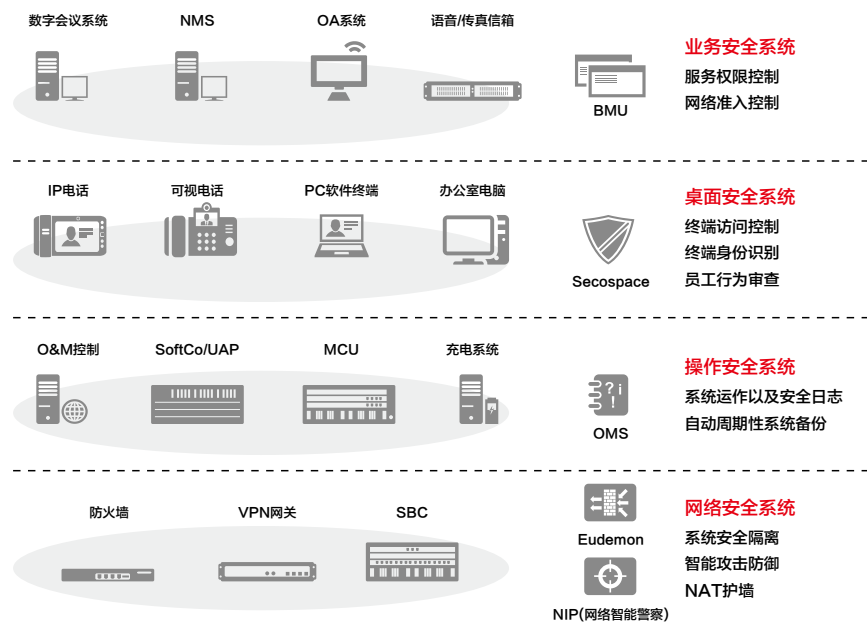 数字会议系统
NMS
OA系统
语音/传真信箱
BMU
业务安全系统
服务权限控制
网络准入控制
IP电话
可视电话
PC软件终端
办公室电脑
Secospace
桌面安全系统
终端访问控制
终端身份识别
员工行为审查
O&M控制
SoftCo/UAP
MCU
充电系统
?i
!
OMS
操作安全系统
系统运作以及安全日志
自动周期性系统备份
防火墙
VPN网关
SBC
Eudemon
NIP(网络智能警察)
网络安全系统
系统安全隔离
智能攻击防御
NAT护墙